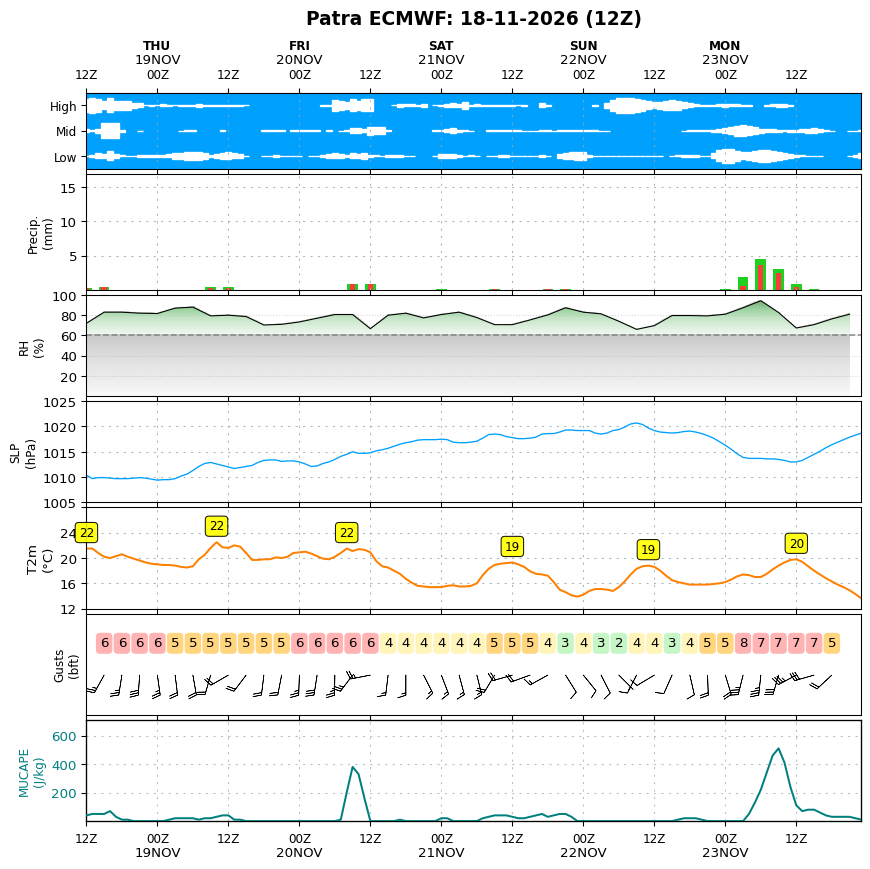 Patra ECMWF: 18-11-2026 (12Z)
THU FRI SAT SUN MON
19NOV 20NOV 21NOV 22NOV 23NOV
12Z 00Z 12Z 00Z 12Z 00Z 12Z 00Z 12Z 00Z 12Z
High
Mid
Low
Precip.
(mm)
15
10
5
RH
(%)
100
80
60
40
20
SLP
(hPa)
1025
1020
1015
1010
1005
T2m
(°C)
24
20
16
12
22 22 22 19 19 20
Gusts
(bft)
6 6 6 6 5 5 5 5 5 5 5 6 6 6 6 6 4 4 4 4 4 4 5 5 5 4 3 4 3 2 4 4 3 4 5 5 8 7 7 7 7 5
MUCAPE
(J/kg)
600
400
200
12Z 00Z 12Z 00Z 12Z 00Z 12Z 00Z 12Z 00Z 12Z
19NOV 20NOV 21NOV 22NOV 23NOV